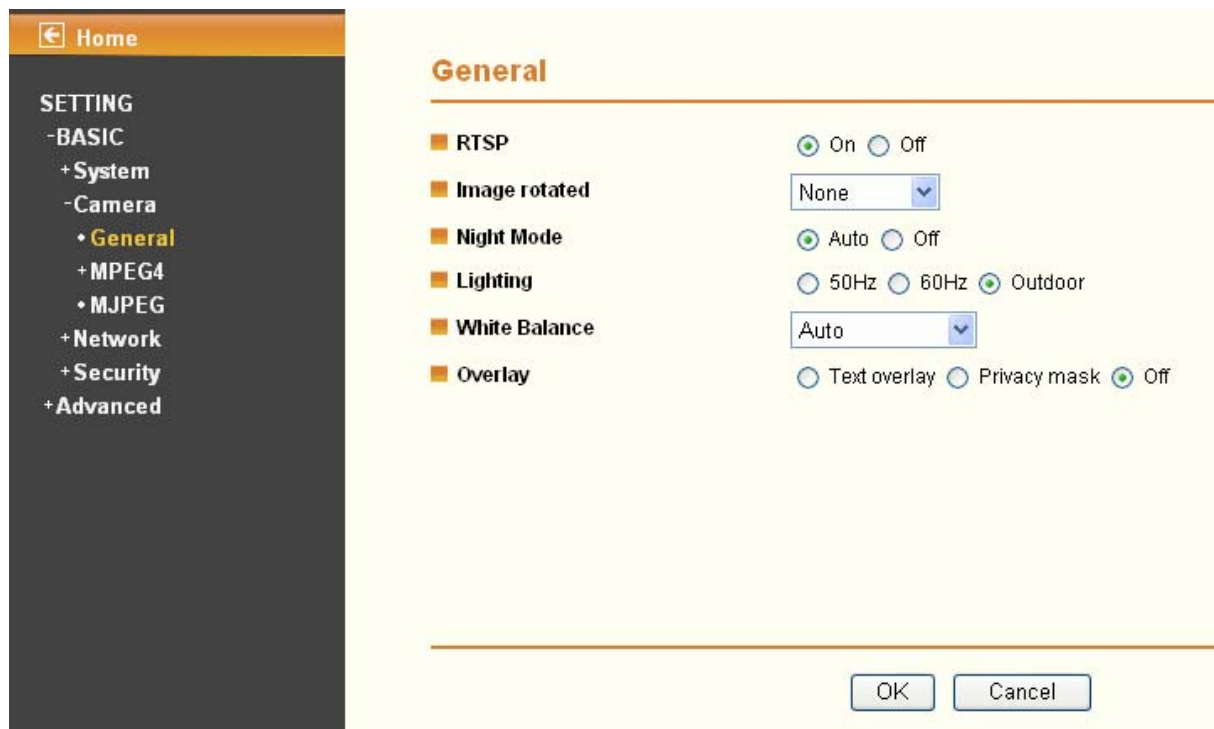 Home
SETTING
-BASIC
+System
-Camera
•General
+MPEG4
•MJPEG
+Network
+Security
+Advanced
General
RTSP On Off
Image rotated None
Night Mode Auto Off
Lighting 50Hz 60Hz Outdoor
White Balance Auto
Overlay Text overlay Privacy mask Off
OK Cancel